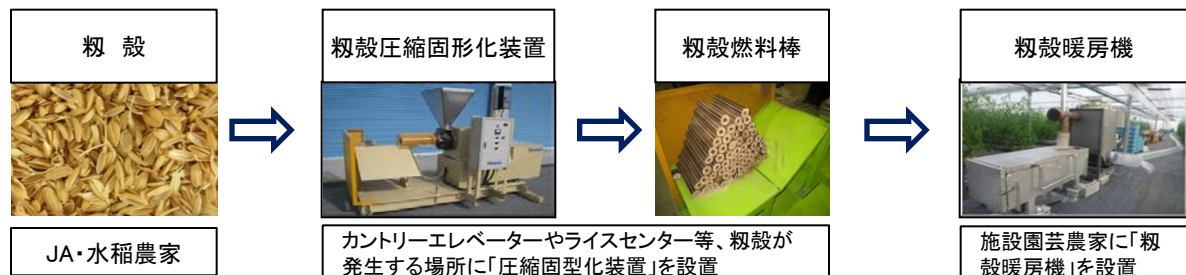 籾　殻
籾殻圧縮固形化装置
籾殻燃料棒
籾殻暖房機
JA・水稲農家
カントリーエレベーターやライスセンター等、籾殻が
発生する場所に「圧縮固型化装置」を設置
施設園芸農家に「籾
殻暖房機」を設置